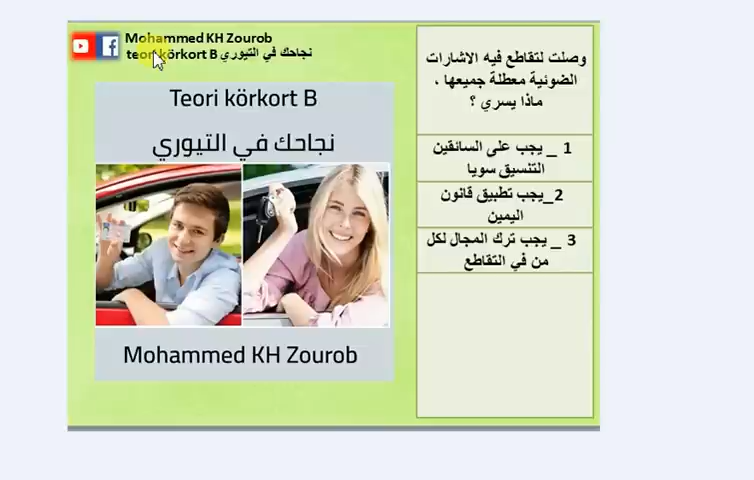 Mohammed KH Zourob
teori körkort B نجاحك في التيوري
Teori körkort B
نجاحك في التيوري
Mohammed KH Zourob
وصلت لتقاطع فيه الاشارات
الضوئية معطلة جميعها ،
ماذا يسري ؟
1 _ يجب على السائقين
التنسيق سويا
2_يجب تطبيق قانون
اليمين
3 _ يجب ترك المجال لكل
من في التقاطع